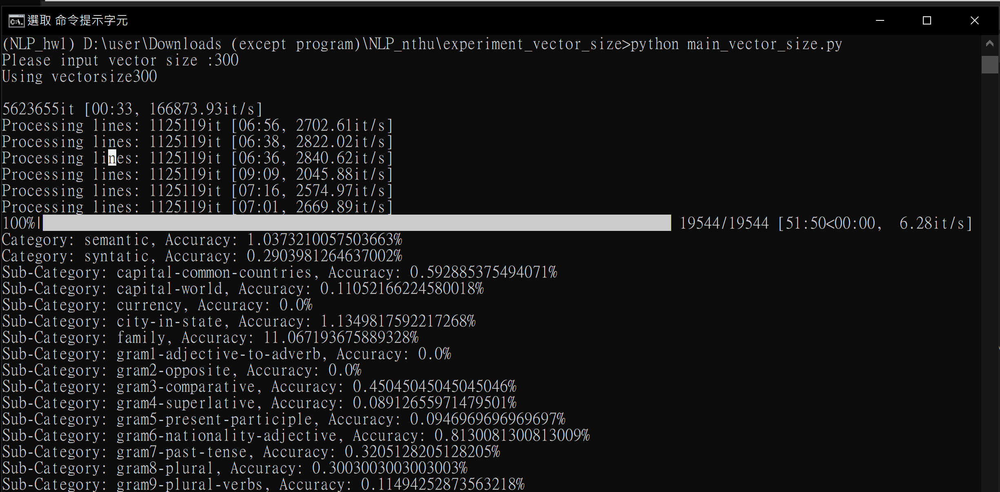 選取 命令提示字元
(NLP_hw1) D:\user\Downloads (except program)\NLP_nthu\experiment_vector_size>python main_vector_size.py
Please input vector size :300
Using vectorsize300
5623655it [00:33, 166873.93it/s]
Processing lines: 1125119it [06:56, 2702.61it/s]
Processing lines: 1125119it [06:38, 2822.02it/s]
Processing lines: 1125119it [06:36, 2840.62it/s]
Processing lines: 1125119it [09:09, 2045.88it/s]
Processing lines: 1125119it [07:16, 2574.97it/s]
Processing lines: 1125119it [07:01, 2669.89it/s]
100%| 19544/19544 [51:50<00:00,  6.28it/s]
Category: semantic, Accuracy: 1.0373210057503663%
Category: syntatic, Accuracy: 0.2903981264637002%
Sub-Category: capital-common-countries, Accuracy: 0.592885375494071%
Sub-Category: capital-world, Accuracy: 0.11052166224580018%
Sub-Category: currency, Accuracy: 0.0%
Sub-Category: city-in-state, Accuracy: 1.1349817592217268%
Sub-Category: family, Accuracy: 11.067193675889328%
Sub-Category: gram1-adjective-to-adverb, Accuracy: 0.0%
Sub-Category: gram2-opposite, Accuracy: 0.0%
Sub-Category: gram3-comparative, Accuracy: 0.45045045045045046%
Sub-Category: gram4-superlative, Accuracy: 0.08912655971479501%
Sub-Category: gram5-present-participle, Accuracy: 0.0946969696969697%
Sub-Category: gram6-nationality-adjective, Accuracy: 0.8130081300813009%
Sub-Category: gram7-past-tense, Accuracy: 0.3205128205128205%
Sub-Category: gram8-plural, Accuracy: 0.3003003003003003%
Sub-Category: gram9-plural-verbs, Accuracy: 0.11494252873563218%